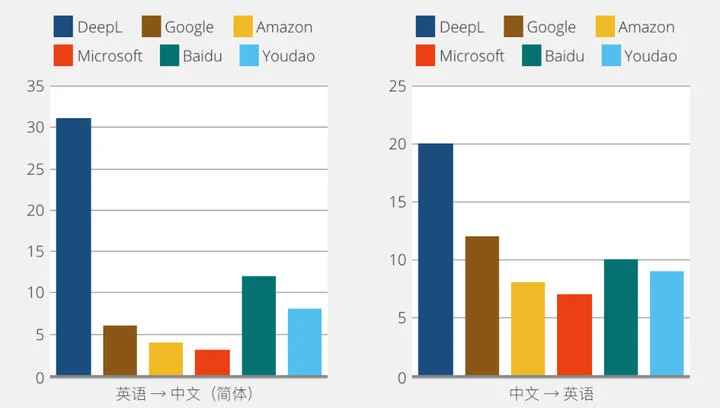 DeepL Google Amazon
Microsoft Baidu Youdao
35
30
25
20
15
10
5
0
英语 → 中文（简体）
DeepL Google Amazon
Microsoft Baidu Youdao
25
20
15
10
5
0
中文 → 英语